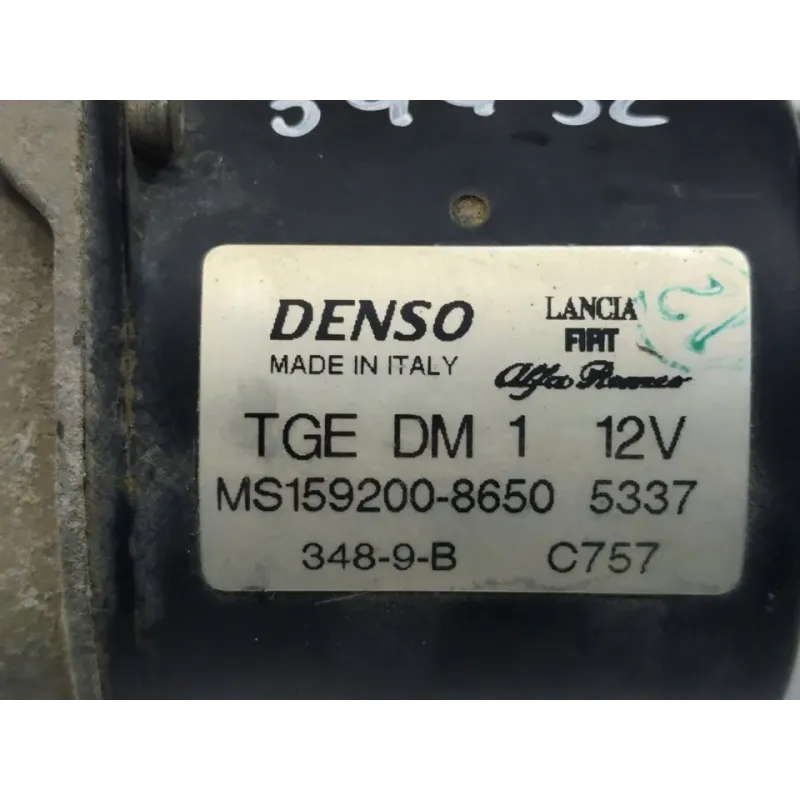 DENSO
MADE IN ITALY
LANCIA
FIAT
Alfa Romeo
TGE DM 1 12V
MS159200-8650 5337
348-9-B C757